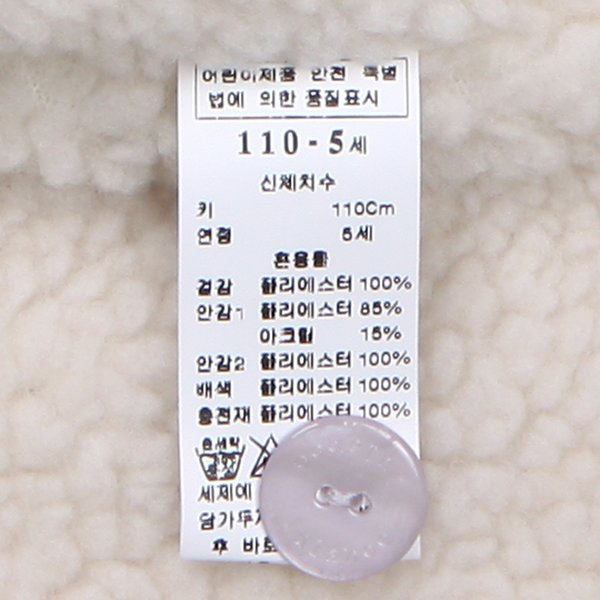 어린이제품 안전 특별
법에 의한 품질표시
110-5세
신체치수
키 110Cm
연령 5세
혼용률
겉감 폴리에스터 100%
안감1 폴리에스터 85%
아크릴 15%
안감2 폴리에스터 100%
배색 폴리에스터 100%
충전재 폴리에스터 100%
손세탁
세제에
담가두지
후 바로